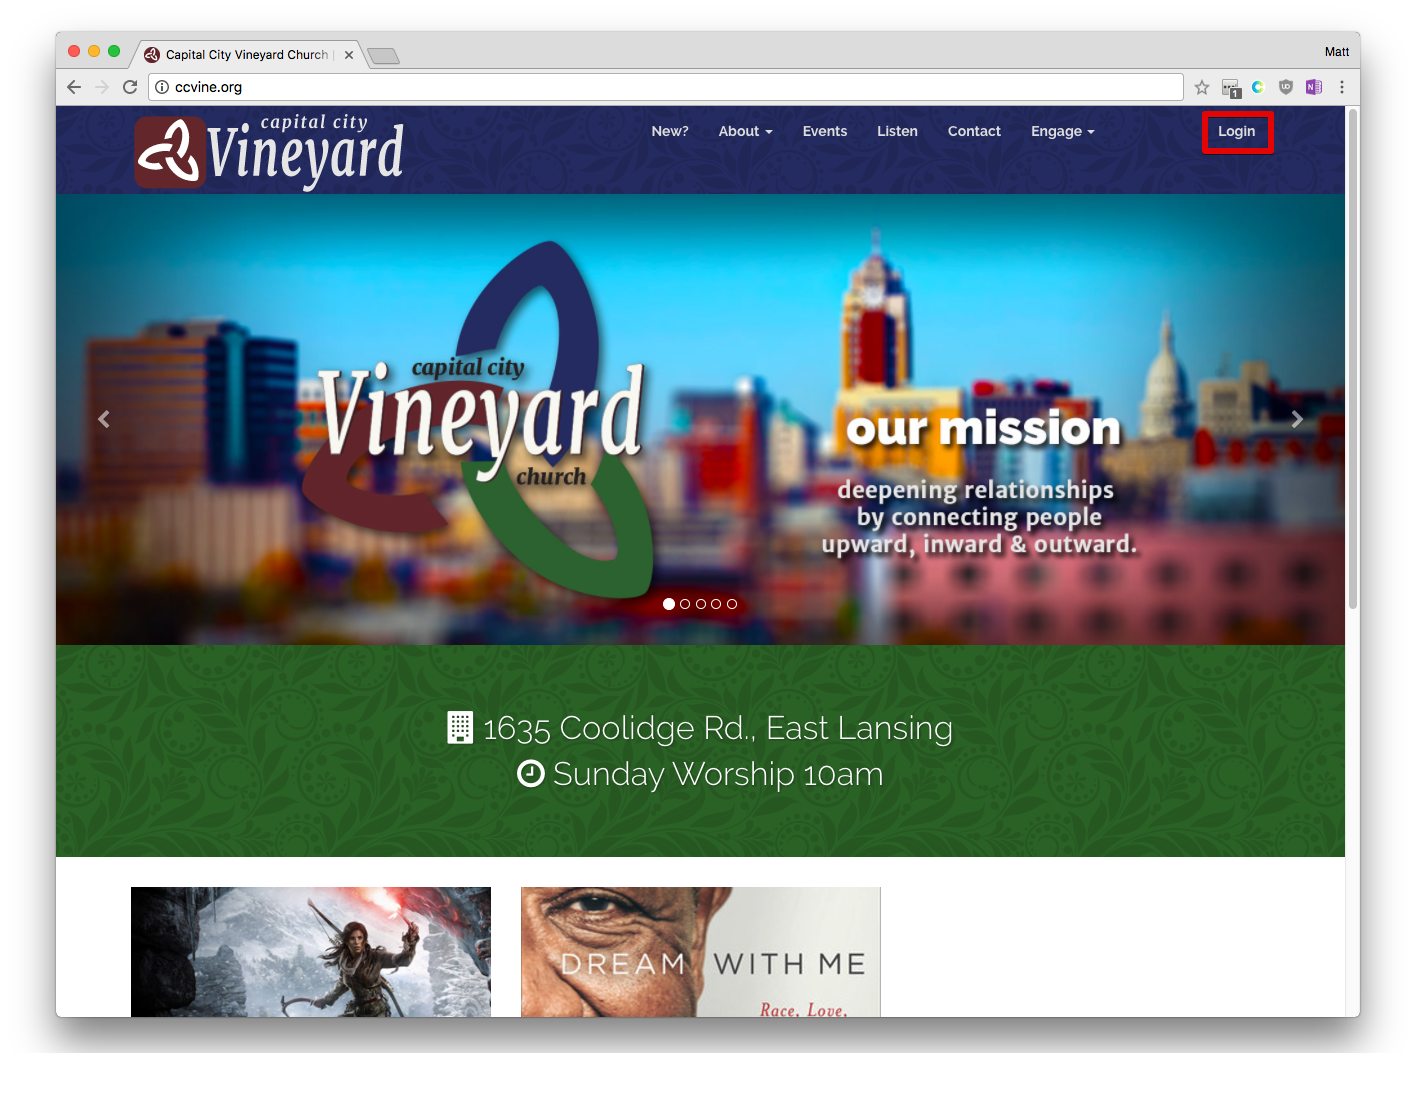 Capital City Vineyard Church
Matt
ccvine.org
1
UD
N
capital city
Vineyard
New?
About
Events
Listen
Contact
Engage
Login
capital city
Vineyard
church
our mission
deepening relationships
by connecting people
upward, inward & outward.
1635 Coolidge Rd., East Lansing
Sunday Worship 10am
DREAM WITH ME
Race, Love,